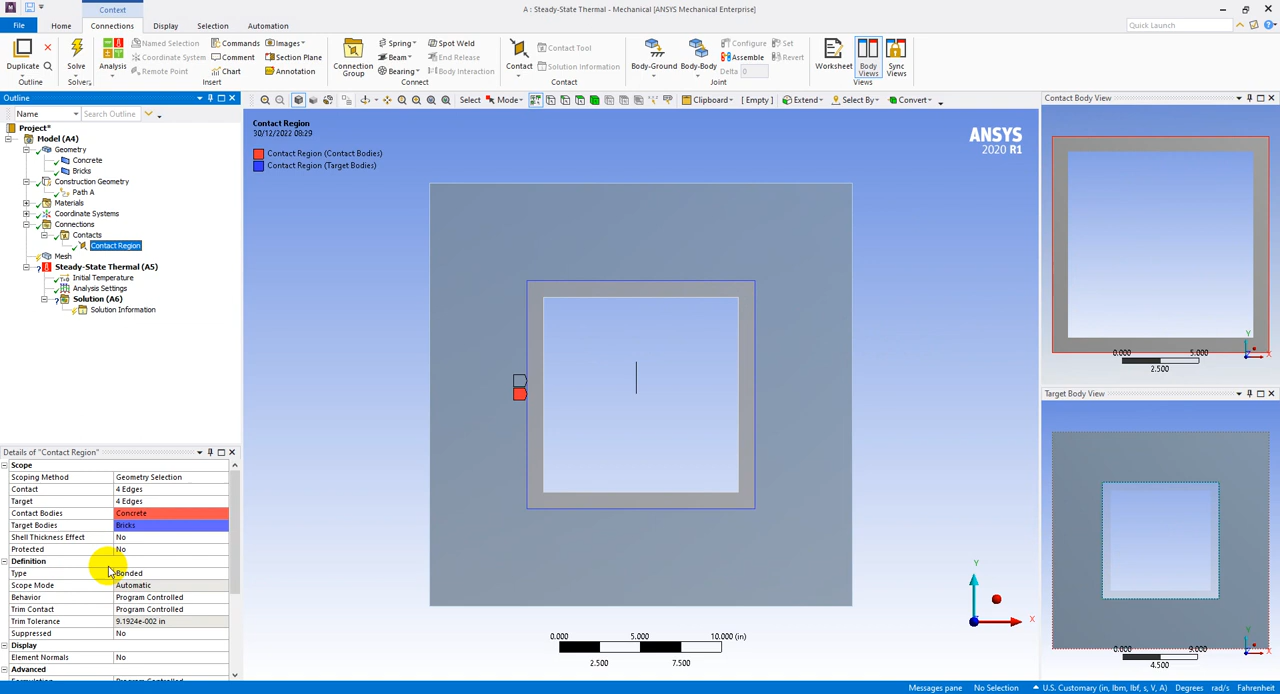 A : Steady-State Thermal - Mechanical [ANSYS Mechanical Enterprise]
Context
File Home Connections Display Selection Automation
Quick Launch
Duplicate
Outline
Solve
Solver
Analysis
Named Selection
Coordinate System
Remote Point
Commands
Comment
Chart
Images
Section Plane
Annotation
Insert
Connection Group
Spring
Beam
Bearing
Spot Weld
End Release
Body Interaction
Connect
Contact
Contact Tool
Solution Information
Contact
Body-Ground
Body-Body
Configure
Assemble
Delta 0
Set
Revert
Joint
Worksheet
Body Views
Sync Views
Views
Outline
Name
Search Outline
Project*
Model (A4)
Geometry
Concrete
Bricks
Construction Geometry
Path A
Materials
Coordinate Systems
Connections
Contacts
Contact Region
Mesh
Steady-State Thermal (A5)
Initial Temperature
Analysis Settings
Solution (A6)
Solution Information
Select Mode
Clipboard [ Empty ] Extend Select By Convert
Contact Region
30/12/2022 08:29
Contact Region (Contact Bodies)
Contact Region (Target Bodies)
ANSYS
2020 R1
0.000 5.000 10.000 (in)
2.500 7.500
Y
X
Contact Body View
0.000 5.000
2.500
Y
X
Target Body View
0.000 9.000
4.500
Y
X
Details of "Contact Region"
Scope
Scoping Method Geometry Selection
Contact 4 Edges
Target 4 Edges
Contact Bodies Concrete
Target Bodies Bricks
Shell Thickness Effect No
Protected No
Definition
Type Bonded
Scope Mode Automatic
Behavior Program Controlled
Trim Contact Program Controlled
Trim Tolerance 9.1924e-002 in
Suppressed No
Display
Element Normals No
Advanced
Formulation Program Controlled
Messages pane No Selection U.S. Customary (in, lbm, lbf, s, V, A) Degrees rad/s Fahrenheit